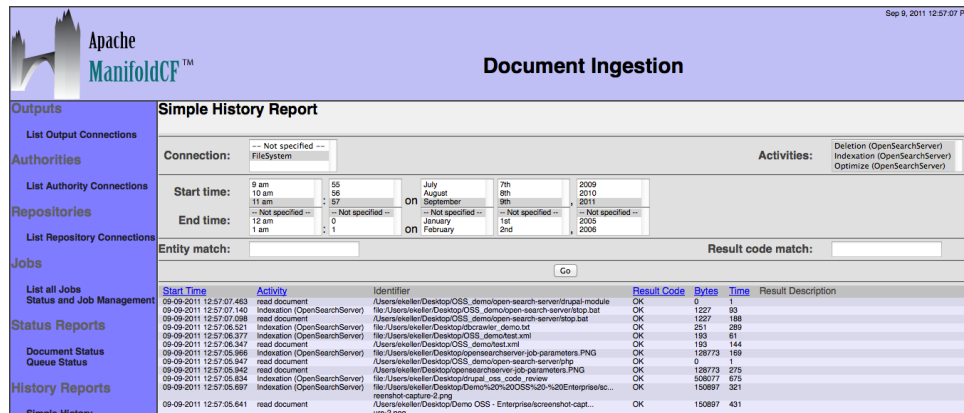 Sep 9, 2011 12:57:07 P
Apache
ManifoldCF™
Document Ingestion
Outputs
List Output Connections
Authorities
List Authority Connections
Repositories
List Repository Connections
Jobs
List all Jobs
Status and Job Management
Status Reports
Document Status
Queue Status
History Reports
Simple History
Simple History Report
Connection:
-- Not specified --
FileSystem
Activities:
Deletion (OpenSearchServer)
Indexation (OpenSearchServer)
Optimize (OpenSearchServer)
Start time:
9 am 55 July 7th 2009
10 am 56 August 8th 2010
11 am : 57 on September 9th , 2011
End time:
-- Not specified -- -- Not specified -- -- Not specified -- -- Not specified -- -- Not specified --
12 am 0 January 1st 2005
1 am : 1 on February 2nd , 2006
Entity match:
Result code match:
Go
Start Time Activity Identifier Result Code Bytes Time Result Description
09-09-2011 12:57:07.463 read document /Users/ekeller/Desktop/OSS_demo/open-search-server/drupal-module OK 0 1
09-09-2011 12:57:07.140 Indexation (OpenSearchServer) file:/Users/ekeller/Desktop/OSS_demo/open-search-server/stop.bat OK 1227 93
09-09-2011 12:57:07.098 read document /Users/ekeller/Desktop/OSS_demo/open-search-server/stop.bat OK 1227 188
09-09-2011 12:57:06.521 Indexation (OpenSearchServer) file:/Users/ekeller/Desktop/dbcrawler_demo.txt OK 251 289
09-09-2011 12:57:06.377 Indexation (OpenSearchServer) file:/Users/ekeller/Desktop/OSS_demo/test.xml OK 193 61
09-09-2011 12:57:06.347 read document /Users/ekeller/Desktop/OSS_demo/test.xml OK 193 144
09-09-2011 12:57:05.966 Indexation (OpenSearchServer) file:/Users/ekeller/Desktop/opensearchserver-job-parameters.PNG OK 128773 169
09-09-2011 12:57:05.947 read document /Users/ekeller/Desktop/OSS_demo/open-search-server/php OK 0 1
09-09-2011 12:57:05.942 read document /Users/ekeller/Desktop/opensearchserver-job-parameters.PNG OK 128773 275
09-09-2011 12:57:05.834 Indexation (OpenSearchServer) file:/Users/ekeller/Desktop/drupal_oss_code_review OK 508077 675
09-09-2011 12:57:05.697 Indexation (OpenSearchServer) file:/Users/ekeller/Desktop/Demo%20%20OSS%20-%20Enterprise/sc... OK 150897 321
reenshot-capture-2.png
09-09-2011 12:57:05.641 read document /Users/ekeller/Desktop/Demo OSS - Enterprise/screenshot-capt... OK 150897 431
ure-2.png